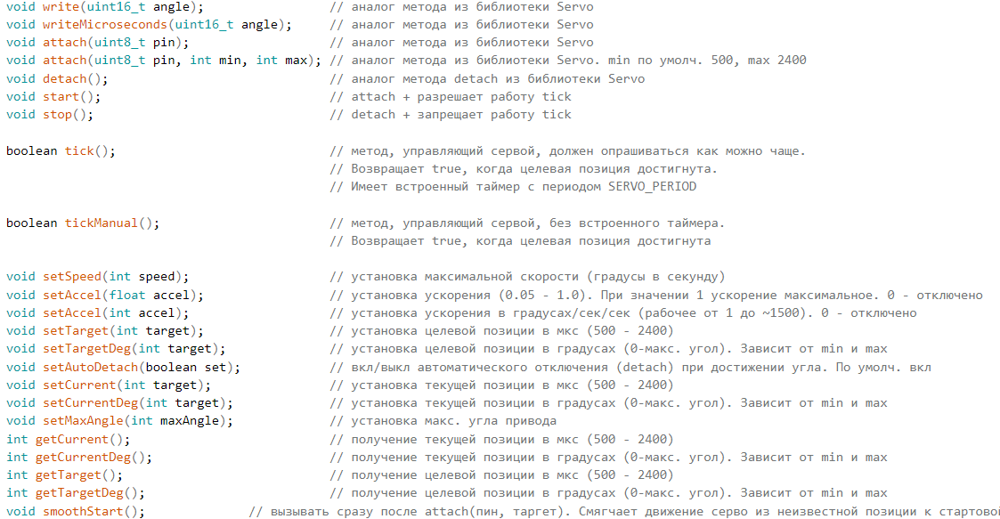 void write(uint16_t angle); // аналог метода из библиотеки Servo
void writeMicroseconds(uint16_t angle); // аналог метода из библиотеки Servo
void attach(uint8_t pin); // аналог метода из библиотеки Servo
void attach(uint8_t pin, int min, int max); // аналог метода из библиотеки Servo. min по умолч. 500, max 2400
void detach(); // аналог метода detach из библиотеки Servo
void start(); // attach + разрешает работу tick
void stop(); // detach + запрещает работу tick
boolean tick(); // метод, управляющий сервой, должен опрашиваться как можно чаще.
// Возвращает true, когда целевая позиция достигнута.
// Имеет встроенный таймер с периодом SERVO_PERIOD
boolean tickManual(); // метод, управляющий сервой, без встроенного таймера.
// Возвращает true, когда целевая позиция достигнута
void setSpeed(int speed); // установка максимальной скорости (градусы в секунду)
void setAccel(float accel); // установка ускорения (0.05 - 1.0). При значении 1 ускорение максимальное. 0 - отключено
void setAccel(int accel); // установка ускорения в градусах/сек/сек (рабочее от 1 до ~1500). 0 - отключено
void setTarget(int target); // установка целевой позиции в мкс (500 - 2400)
void setTargetDeg(int target); // установка целевой позиции в градусах (0-макс. угол). Зависит от min и max
void setAutoDetach(boolean set); // вкл/выкл автоматического отключения (detach) при достижении угла. По умолч. вкл
void setCurrent(int target); // установка текущей позиции в мкс (500 - 2400)
void setCurrentDeg(int target); // установка текущей позиции в градусах (0-макс. угол). Зависит от min и max
void setMaxAngle(int maxAngle); // установка макс. угла привода
int getCurrent(); // получение текущей позиции в мкс (500 - 2400)
int getCurrentDeg(); // получение текущей позиции в градусах (0-макс. угол). Зависит от min и max
int getTarget(); // получение целевой позиции в мкс (500 - 2400)
int getTargetDeg(); // получение целевой позиции в градусах (0-макс. угол). Зависит от min и max
void smoothStart(); // вызывать сразу после attach(пин, таргет). Смягчает движение серво из неизвестной позиции к стартовой